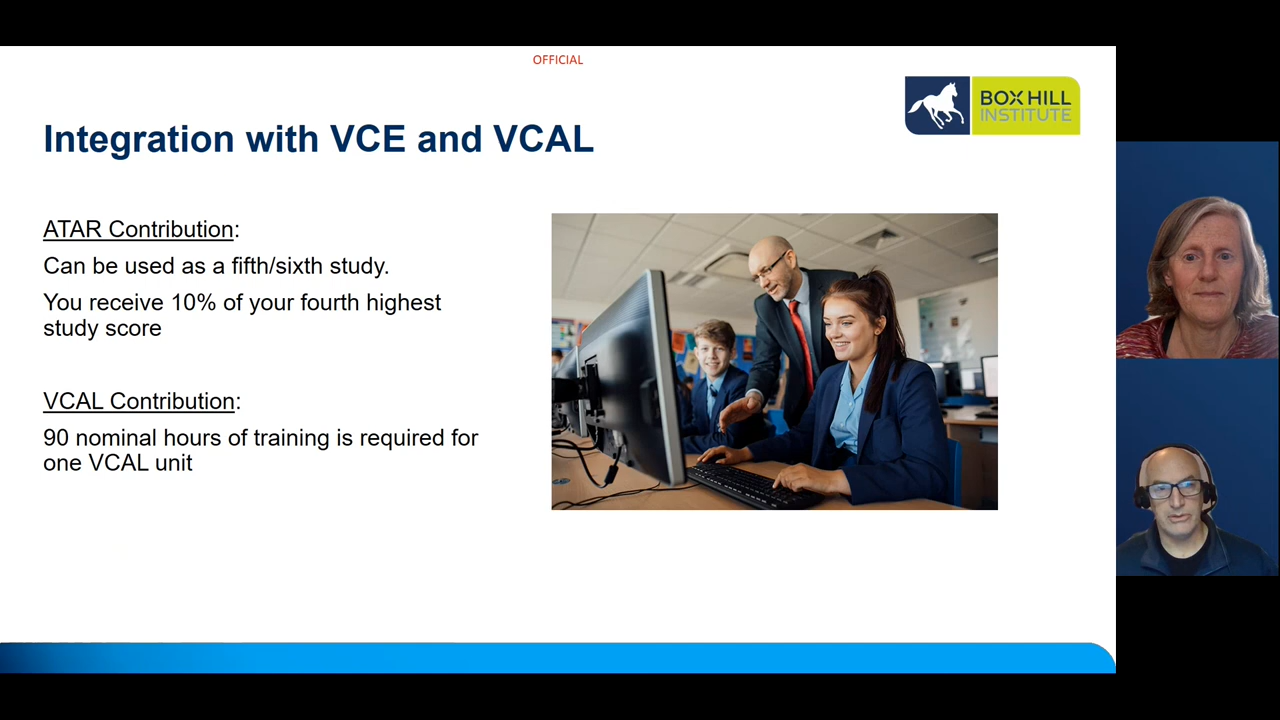 OFFICIAL
BOX HILL
INSTITUTE
Integration with VCE and VCAL
ATAR Contribution:
Can be used as a fifth/sixth study.
You receive 10% of your fourth highest
study score
VCAL Contribution:
90 nominal hours of training is required for
one VCAL unit